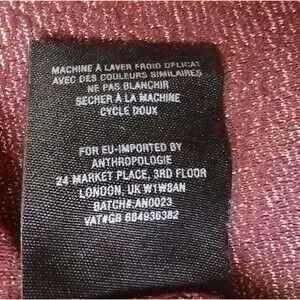 MACHINE À LAVER FROID DÉLICAT
AVEC DES COULEURS SIMILAIRES
NE PAS BLANCHIR
SÉCHER À LA MACHINE
CYCLE DOUX
FOR EU-IMPORTED BY
ANTHROPOLOGIE
24 MARKET PLACE, 3RD FLOOR
LONDON, UK W1W8AN
BATCH#:AN0023
VAT#GB 684936382